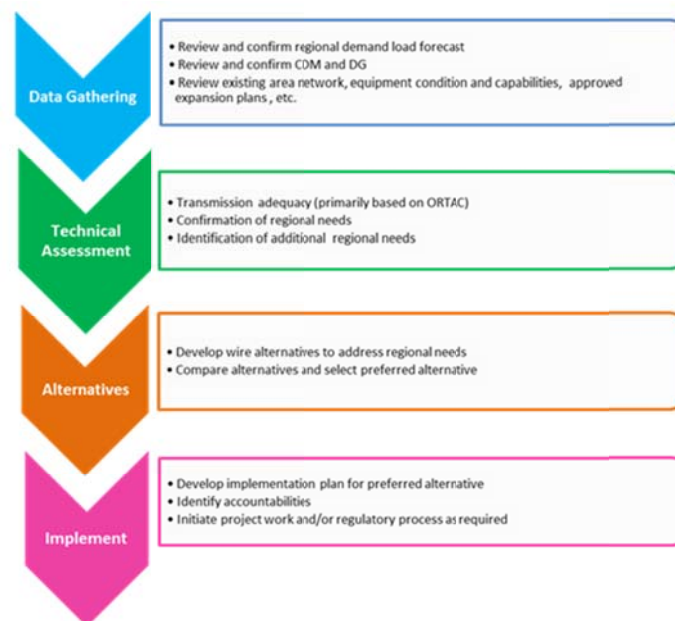 Data Gathering
• Review and confirm regional demand load forecast
• Review and confirm CDM and DG
• Review existing area network, equipment condition and capabilities, approved
expansion plans , etc.
Technical
Assessment
• Transmission adequacy (primarily based on ORTAC)
• Confirmation of regional needs
• Identification of additional regional needs
Alternatives
• Develop wire alternatives to address regional needs
• Compare alternatives and select preferred alternative
Implement
• Develop implementation plan for preferred alternative
• Identify accountabilities
• Initiate project work and/or regulatory process as required